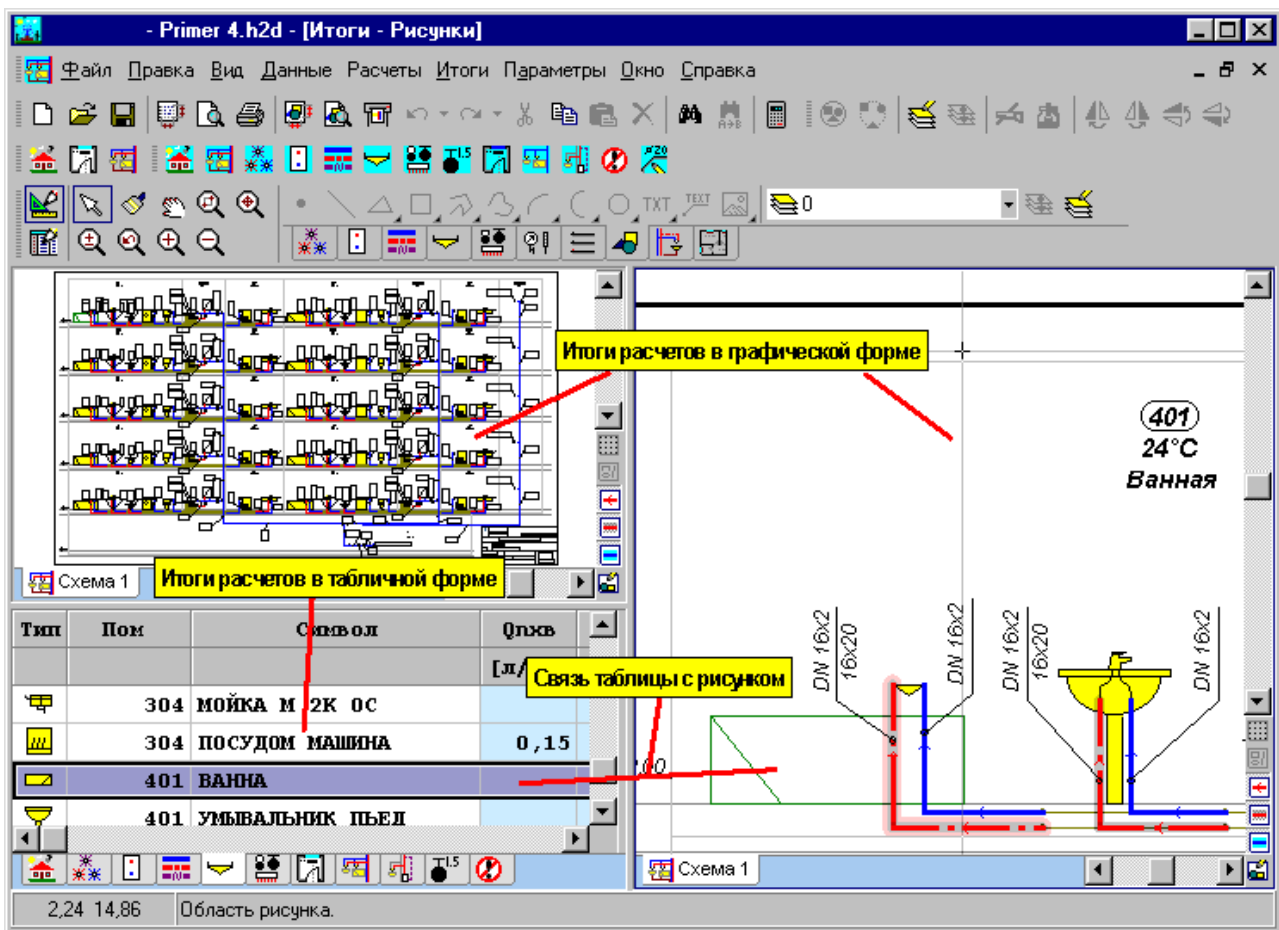 - Primer 4.h2d - [Итоги - Рисунки]
Файл Правка Вид Данные Расчеты Итоги Параметры Окно Справка
TXT TEXT 0
Итоги расчетов в графической форме
401
24°C
Ванная
Схема 1
Итоги расчетов в табличной форме
Тип Пом Символ Qпхв
[л/
Связь таблицы с рисунком
304 МОЙКА М 2К ОС
304 ПОСУДОМ МАШИНА 0,15
401 ВАННА
401 УМЫВАЛЬНИК ПЬЕД
DN 16x2
16x20
DN 16x2
DN 16x2
16x20
DN 16x2
Схема 1
2,24 14,86 Область рисунка.